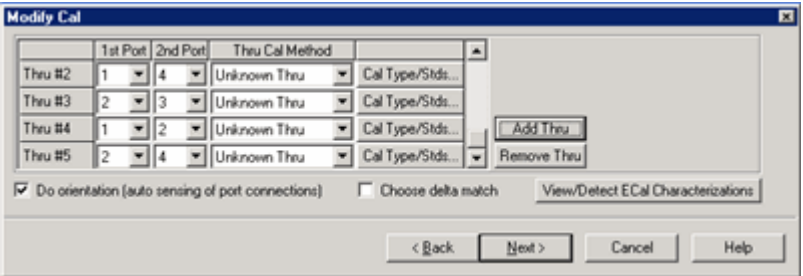 Modify Cal
1st Port 2nd Port Thru Cal Method
Thru #2 1 4 Unknown Thru Cal Type/Stds...
Thru #3 2 3 Unknown Thru Cal Type/Stds...
Thru #4 1 2 Unknown Thru Cal Type/Stds... Add Thru
Thru #5 2 4 Unknown Thru Cal Type/Stds... Remove Thru
Do orientation (auto sensing of port connections) Choose delta match View/Detect ECal Characterizations
< Back Next > Cancel Help